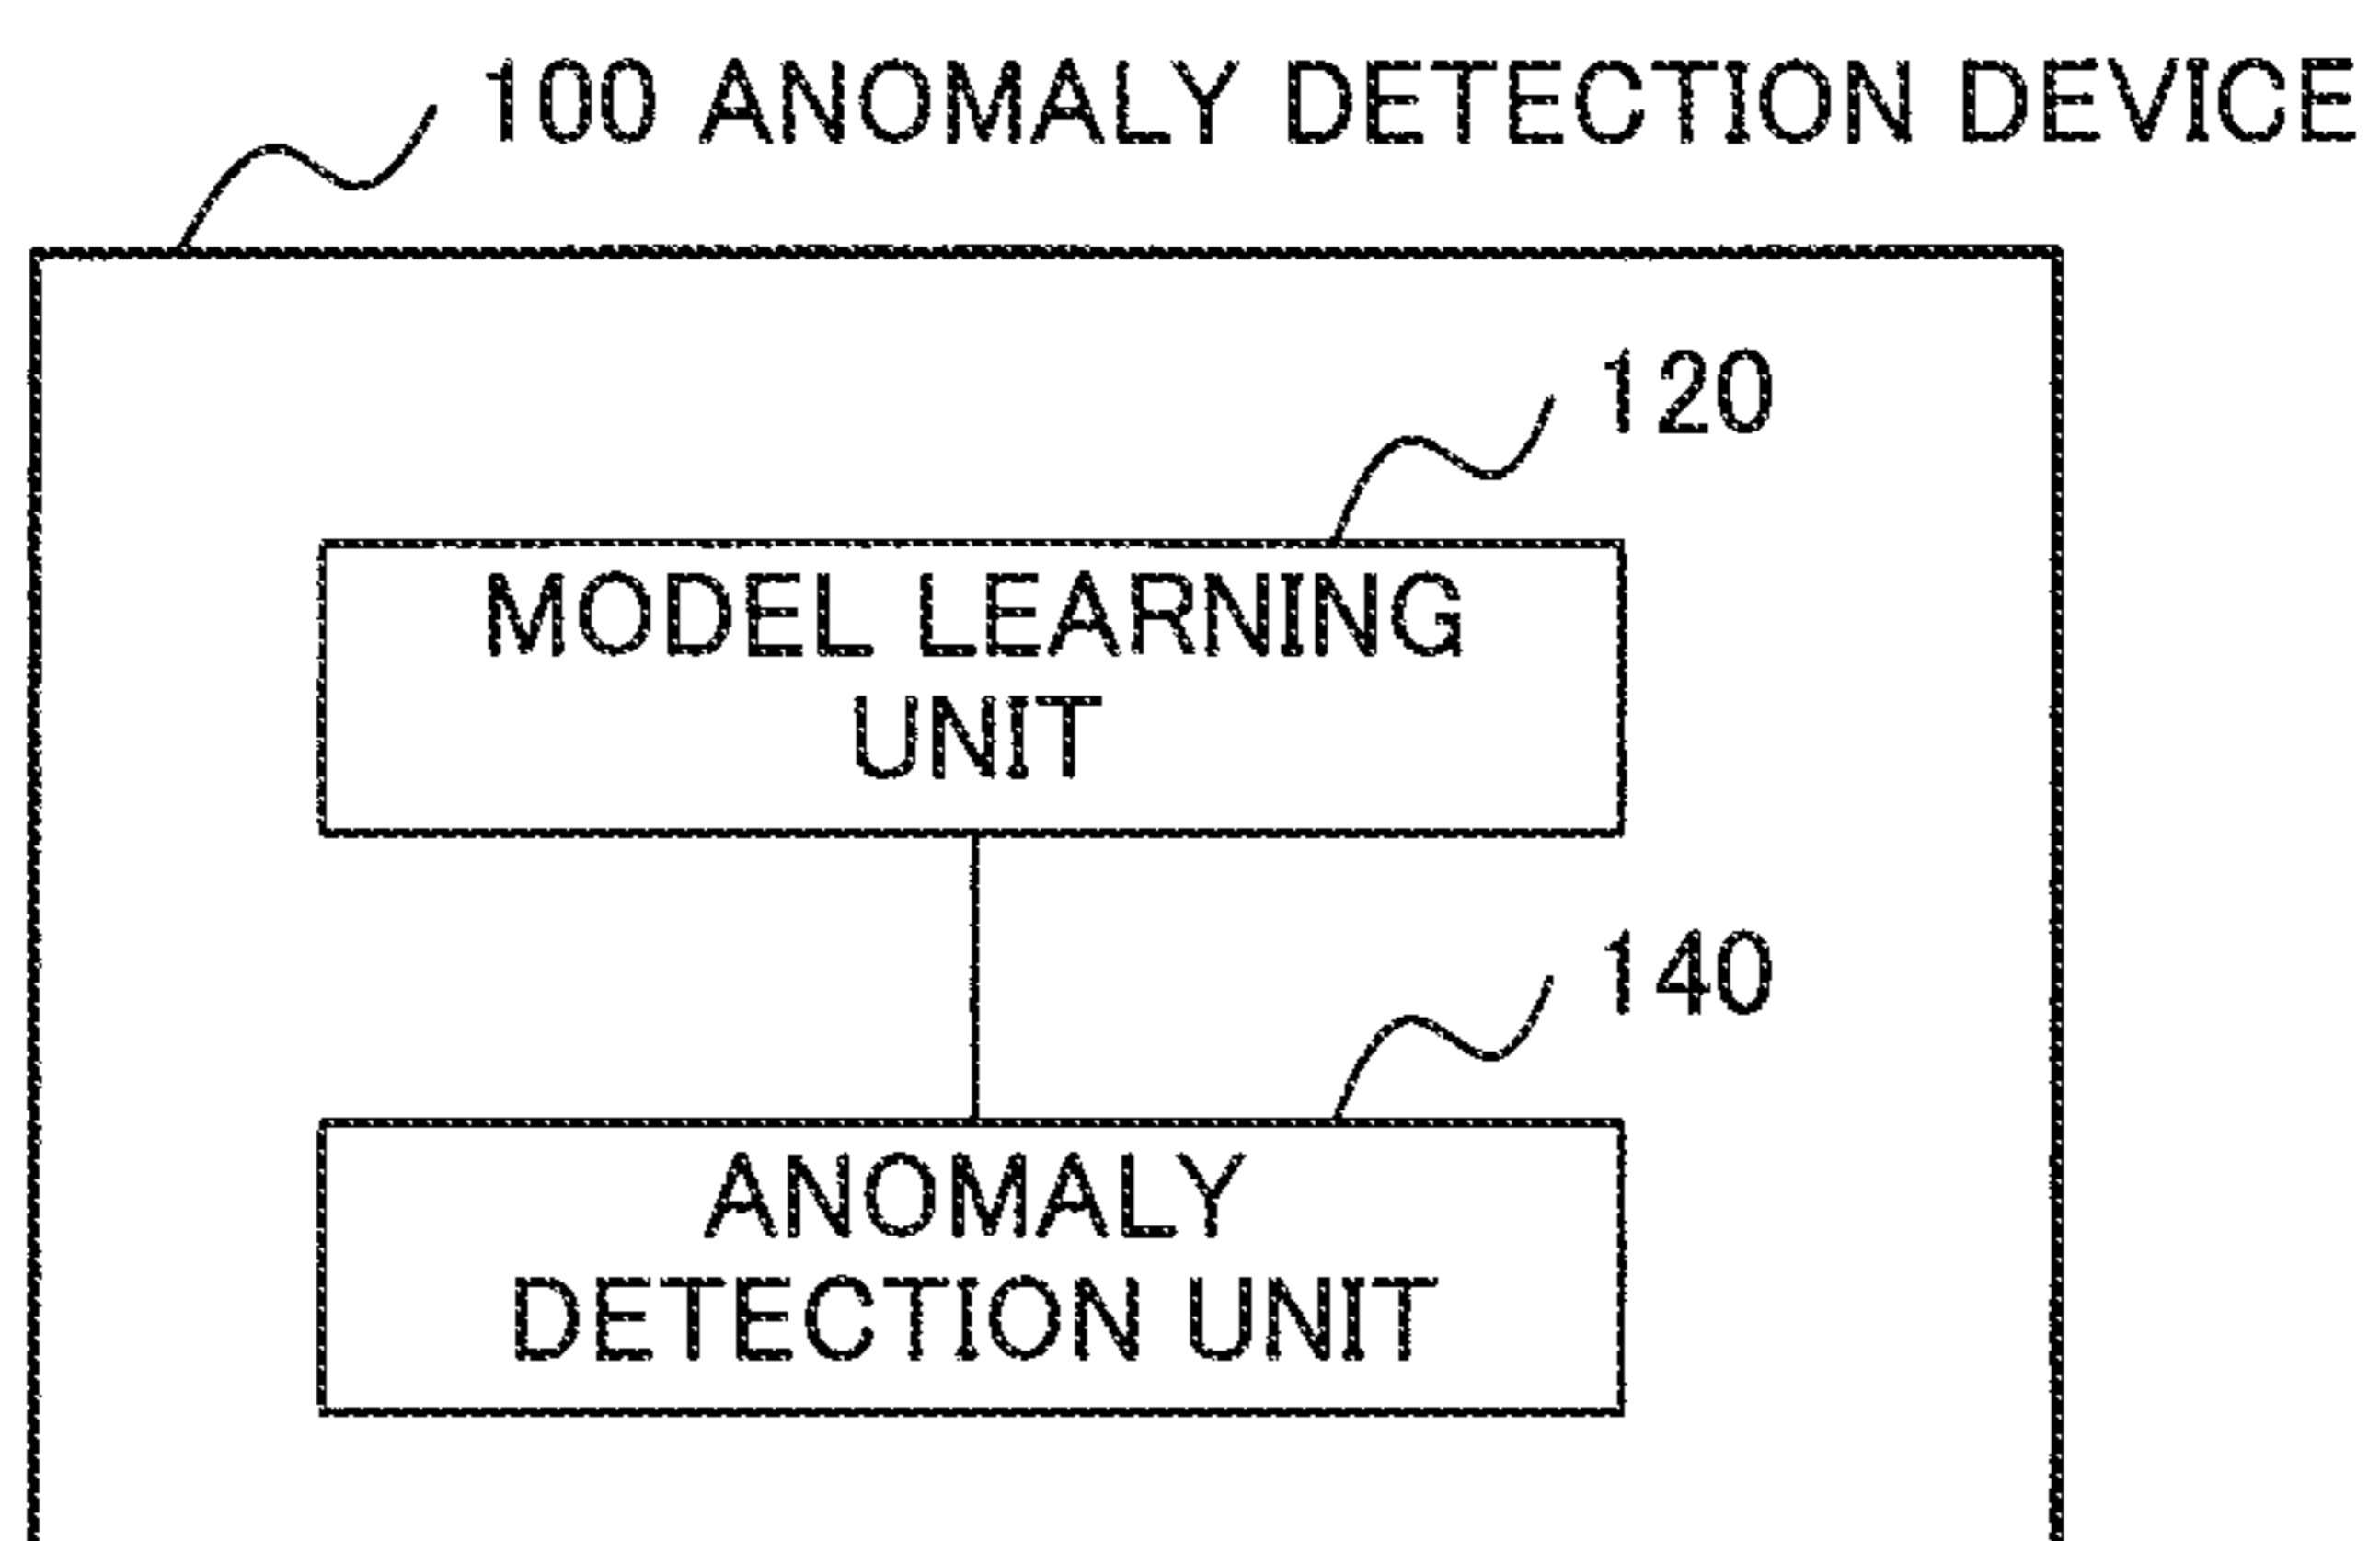 100 ANOMALY DETECTION DEVICE
120
MODEL LEARNING
UNIT
140
ANOMALY
DETECTION UNIT